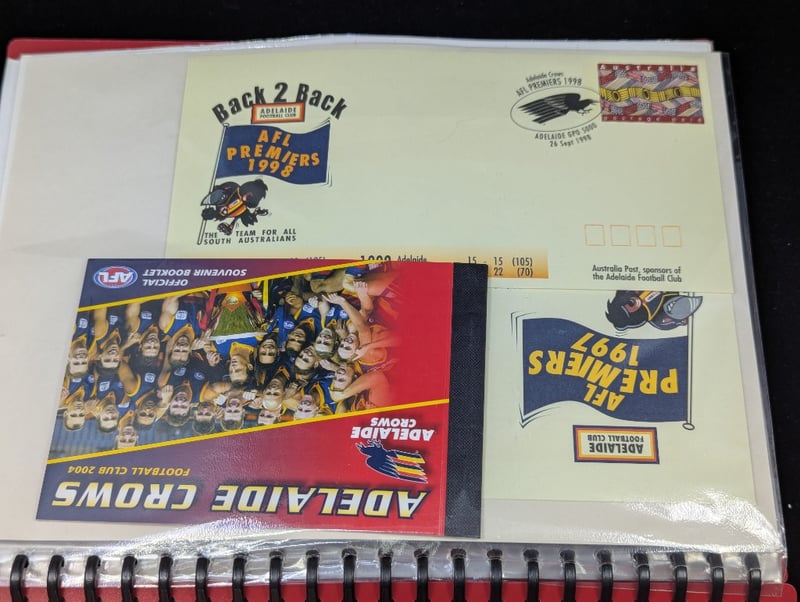 Back 2 Back
ADELAIDE
FOOTBALL CLUB
AFL
PREMIERS
1998
THE TEAM FOR ALL
SOUTH AUSTRALIANS
Adelaide Crows
AFL PREMIERS 1998
ADELAIDE GPO 5000
26 Sept 1998
Australia
postage paid
Adelaide 15 - 15 (105)
22 (70)
Australia Post, sponsors of
the Adelaide Football Club
ADELAIDE CROWS
FOOTBALL CLUB 2004
ADELAIDE
CROWS
AFL
OFFICIAL
SOUVENIR BOOKLET
ADELAIDE
FOOTBALL CLUB
AFL
PREMIERS
1997